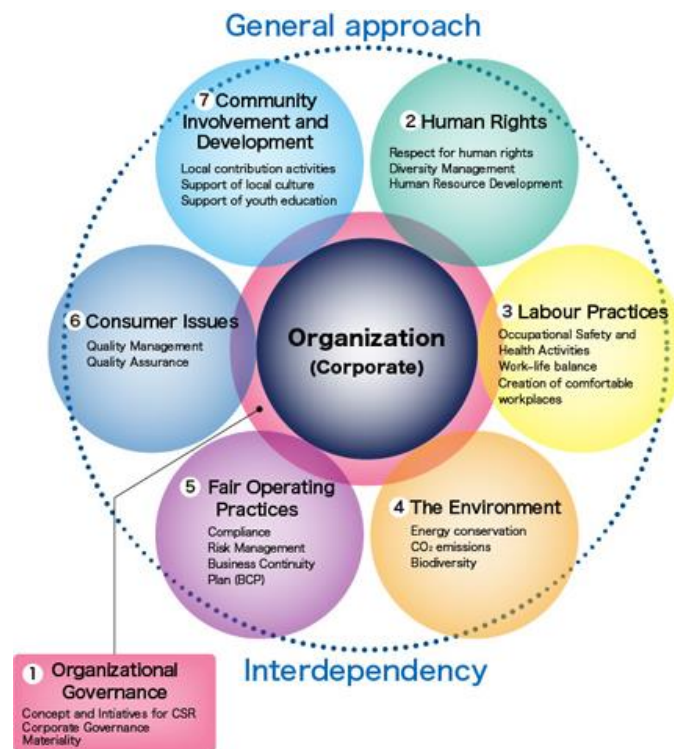 General approach
7 Community
Involvement and
Development
Local contribution activities
Support of local culture
Support of youth education
2 Human Rights
Respect for human rights
Diversity Management
Human Resource Development
Organization
(Corporate)
3 Labour Practices
Occupational Safety and
Health Activities
Work-life balance
Creation of comfortable
workplaces
6 Consumer Issues
Quality Management
Quality Assurance
5 Fair Operating
Practices
Compliance
Risk Management
Business Continuity
Plan (BCP)
4 The Environment
Energy conservation
CO₂ emissions
Biodiversity
Interdependency
1 Organizational
Governance
Concept and Intiatives for CSR
Corporate Governance
Materiality